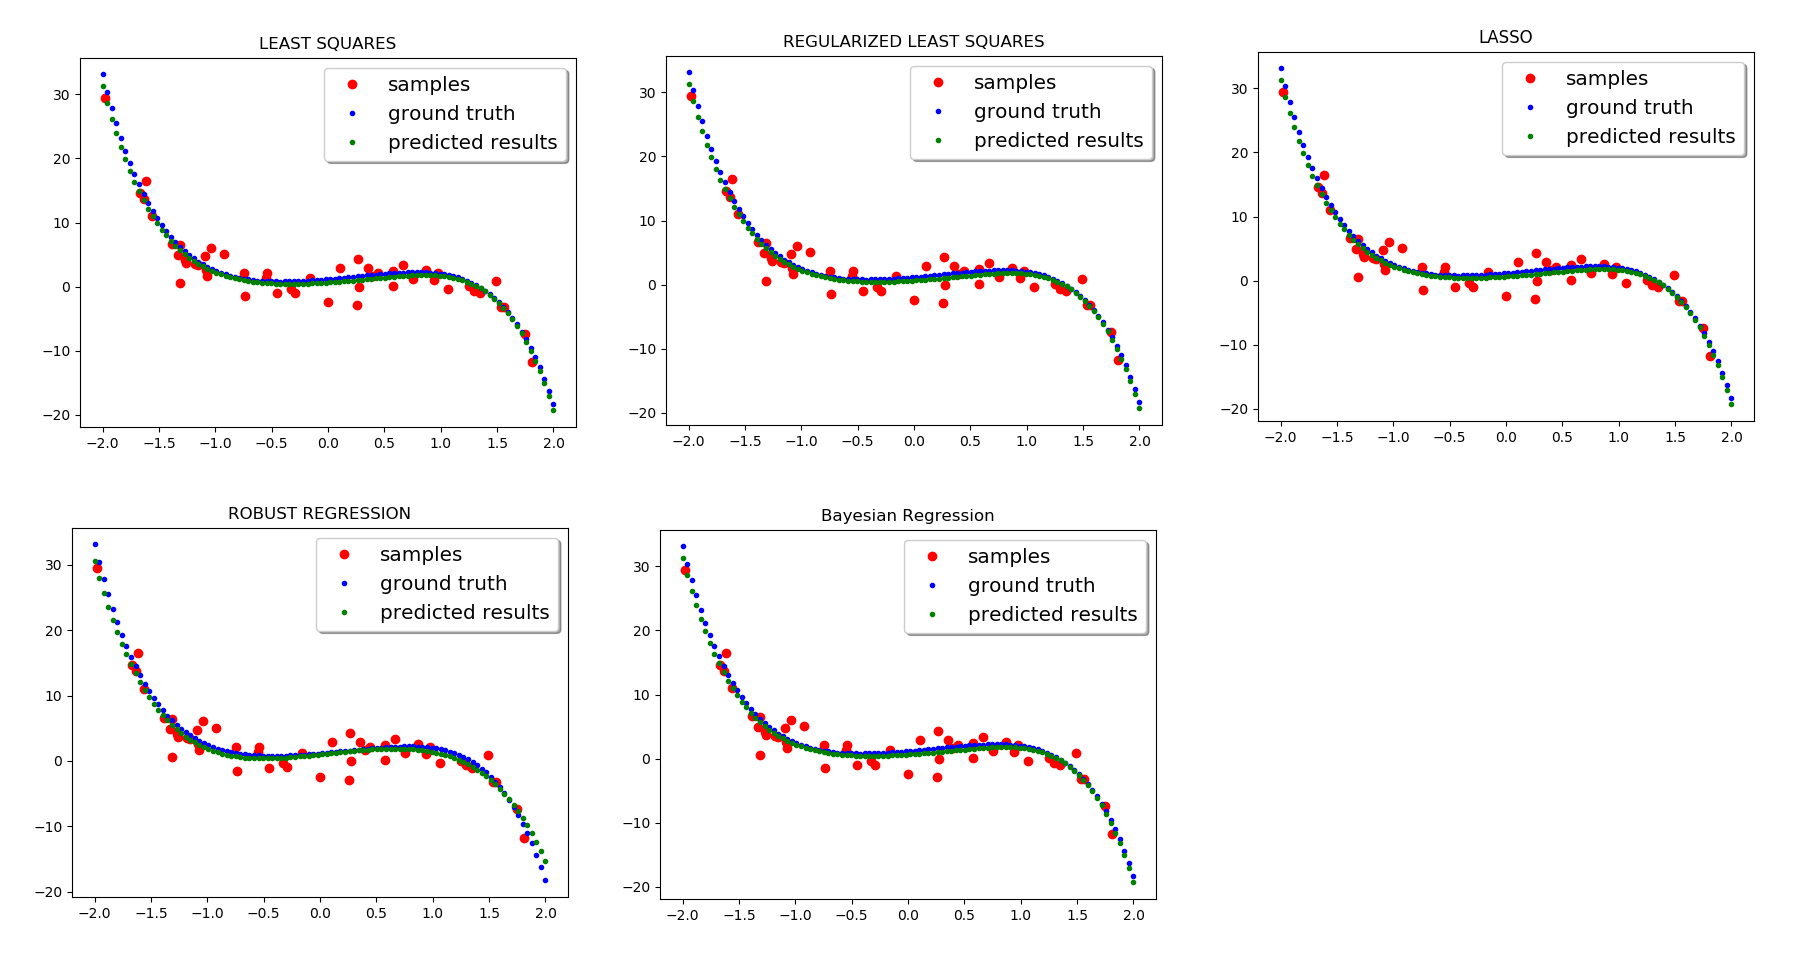 LEAST SQUARES
samples
ground truth
predicted results
30
20
10
0
−10
−20
−2.0 −1.5 −1.0 −0.5 0.0 0.5 1.0 1.5 2.0
REGULARIZED LEAST SQUARES
samples
ground truth
predicted results
30
20
10
0
−10
−20
−2.0 −1.5 −1.0 −0.5 0.0 0.5 1.0 1.5 2.0
LASSO
samples
ground truth
predicted results
30
20
10
0
−10
−20
−2.0 −1.5 −1.0 −0.5 0.0 0.5 1.0 1.5 2.0
ROBUST REGRESSION
samples
ground truth
predicted results
30
20
10
0
−10
−20
−2.0 −1.5 −1.0 −0.5 0.0 0.5 1.0 1.5 2.0
Bayesian Regression
samples
ground truth
predicted results
30
20
10
0
−10
−20
−2.0 −1.5 −1.0 −0.5 0.0 0.5 1.0 1.5 2.0